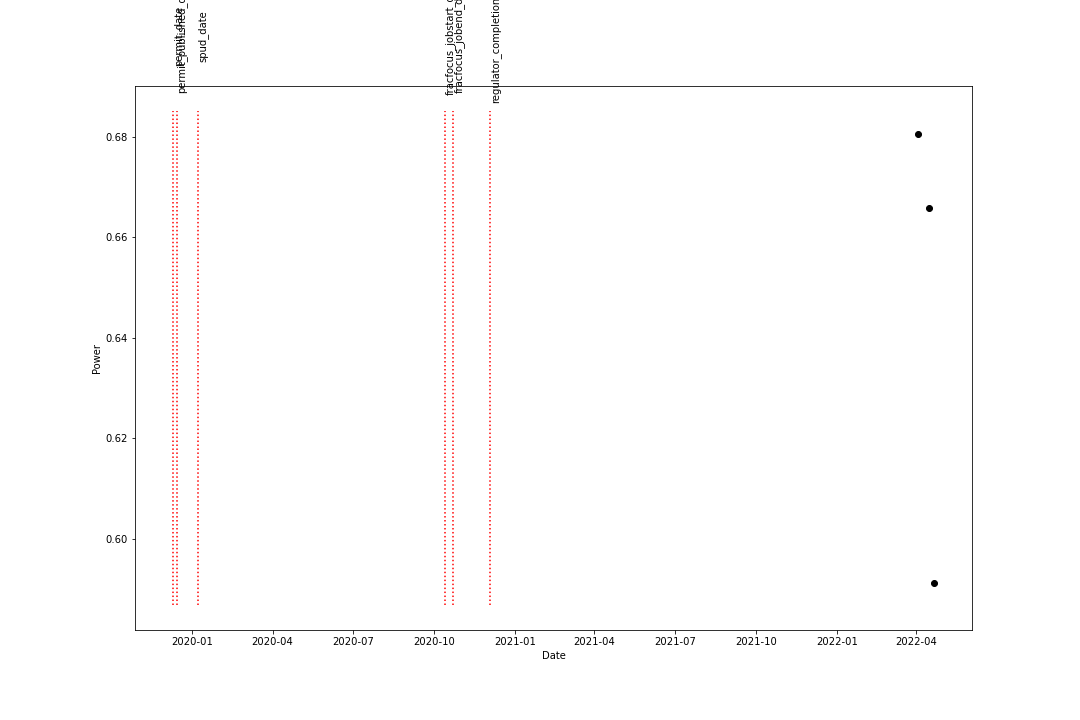 permit_date
permit_published_d
spud_date
fracfocus_jobstart_d
fracfocus_jobend_d
regulator_completion
0.68
0.66
0.64
0.62
0.60
Power
2020-01 2020-04 2020-07 2020-10 2021-01 2021-04 2021-07 2021-10 2022-01 2022-04
Date